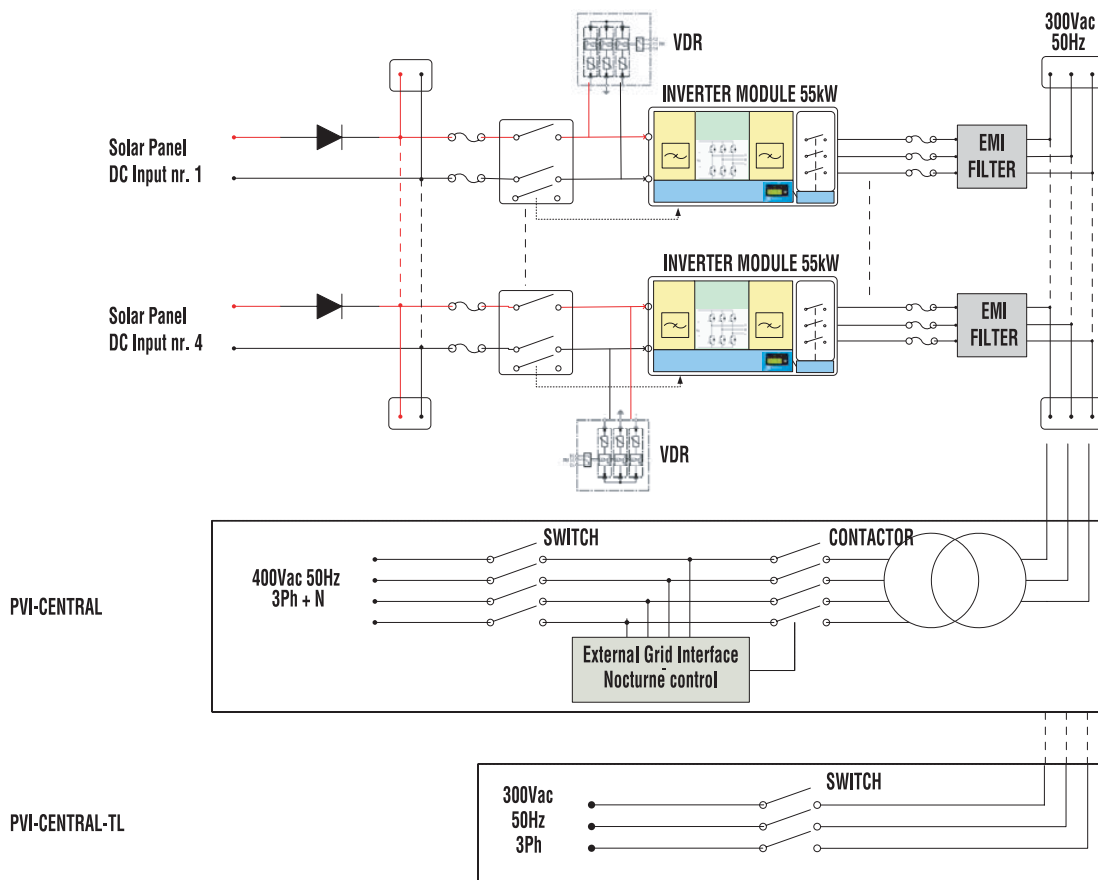 300Vac
50Hz
VDR
INVERTER MODULE 55kW
Solar Panel
DC Input nr. 1
EMI
FILTER
INVERTER MODULE 55kW
Solar Panel
DC Input nr. 4
EMI
FILTER
VDR
SWITCH
CONTACTOR
400Vac 50Hz
3Ph + N
PVI-CENTRAL
External Grid Interface
-
Nocturne control
SWITCH
300Vac
50Hz
3Ph
PVI-CENTRAL-TL